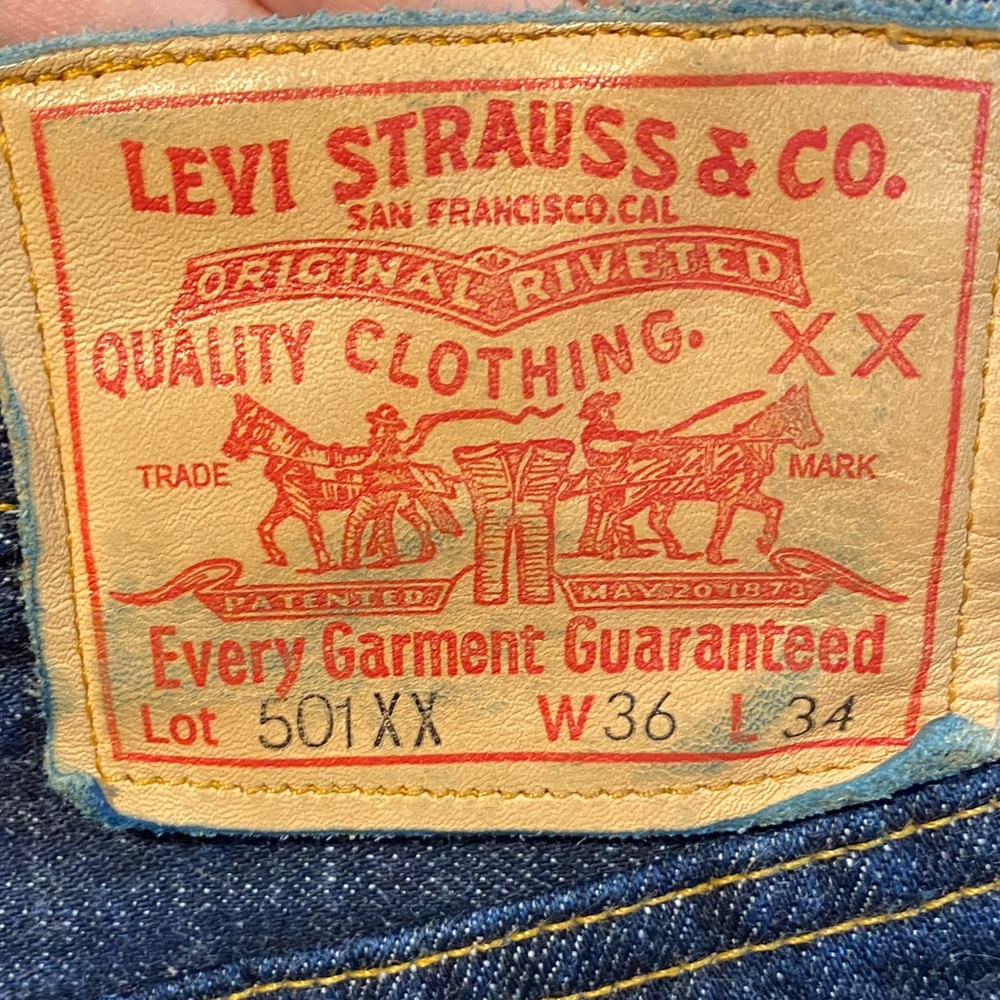 LEVI STRAUSS & CO.
SAN FRANCISCO.CAL
ORIGINAL RIVETED
QUALITY CLOTHING. XX
TRADE MARK
PATENTED MAY 20 1873
Every Garment Guaranteed
Lot 501XX W36 L 34